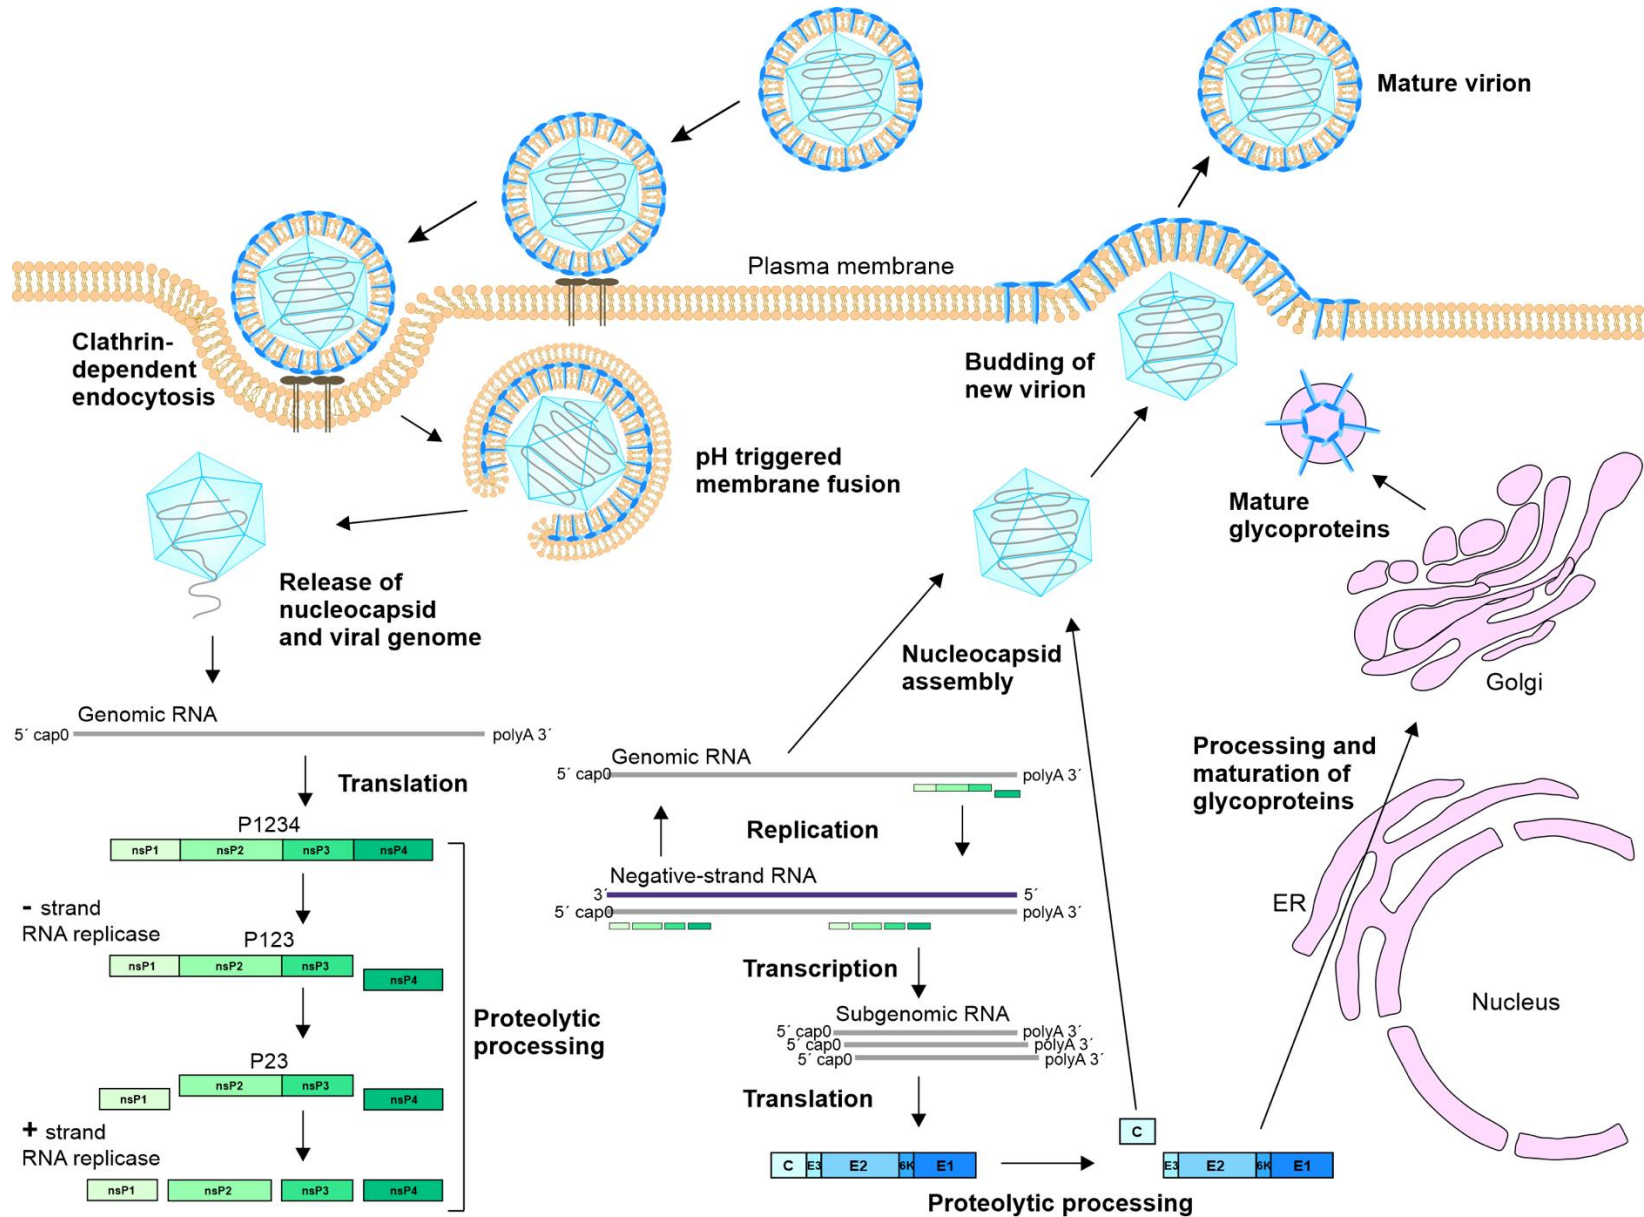 Mature virion
Plasma membrane
Clathrin-
dependent
endocytosis
pH triggered
membrane fusion
Budding of
new virion
Mature
glycoproteins
Release of
nucleocapsid
and viral genome
Nucleocapsid
assembly
Golgi
Genomic RNA
5´ cap0
polyA 3´
Translation
P1234
nsP1
nsP2
nsP3
nsP4
- strand
RNA replicase
P123
nsP1
nsP2
nsP3
nsP4
P23
nsP2
nsP3
nsP1
nsP4
+ strand
RNA replicase
nsP1
nsP2
nsP3
nsP4
Proteolytic
processing
Genomic RNA
5´ cap0
polyA 3´
Replication
Negative-strand RNA
3´
5´
5´ cap0
polyA 3´
Transcription
Subgenomic RNA
5´ cap0
polyA 3´
5´ cap0
polyA 3´
5´ cap0
polyA 3´
Translation
C
E3
E2
6K
E1
Proteolytic processing
C
E3
E2
6K
E1
Processing and
maturation of
glycoproteins
ER
Nucleus